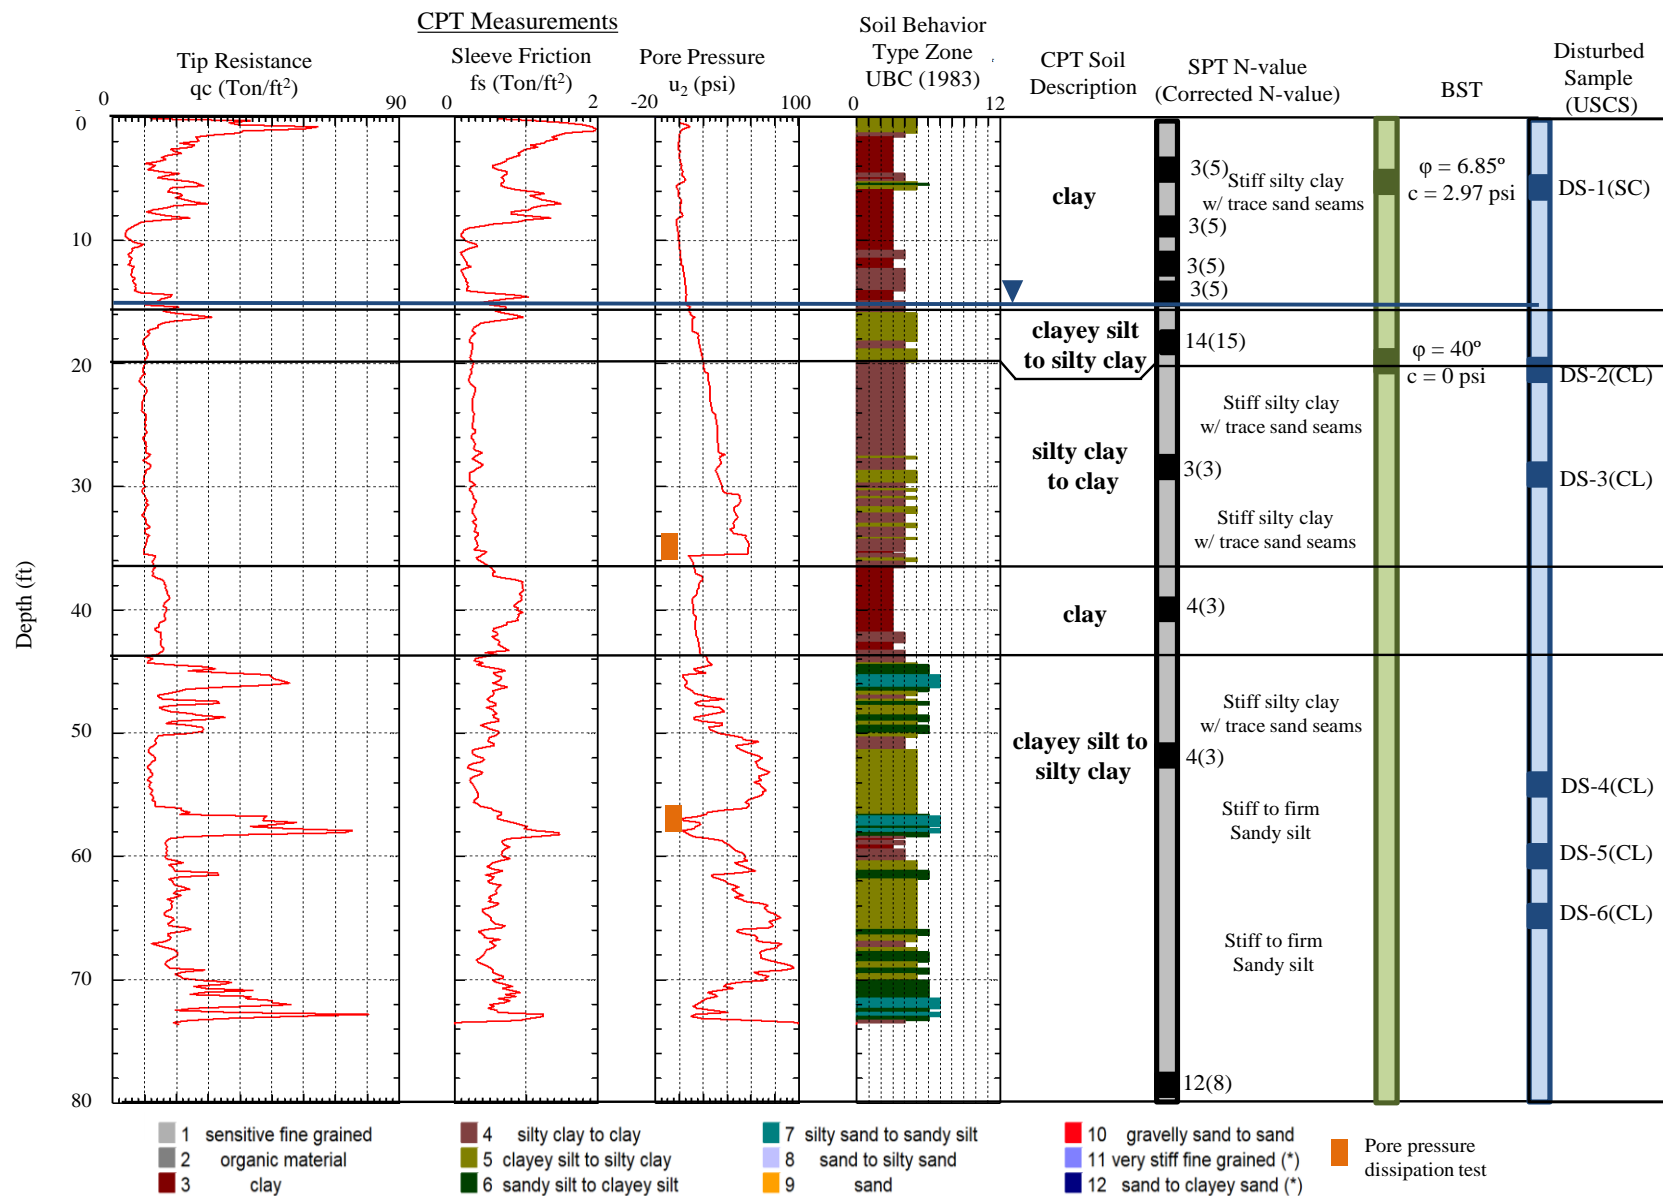 CPT Measurements
Tip Resistance
qc (Ton/ft²)
Sleeve Friction
fs (Ton/ft²)
Pore Pressure
u₂ (psi)
Soil Behavior
Type Zone
UBC (1983)
CPT Soil
Description
SPT N-value
(Corrected N-value)
BST
Disturbed
Sample
(USCS)
0 90 0 2 -20 100 0 12
0
10
20
30
40
50
60
70
80
Depth (ft)
clay
clayey silt
to silty clay
silty clay
to clay
clay
clayey silt to
silty clay
3(5)
Stiff silty clay
w/ trace sand seams
3(5)
3(5)
3(5)
14(15)
Stiff silty clay
w/ trace sand seams
3(3)
Stiff silty clay
w/ trace sand seams
4(3)
Stiff silty clay
w/ trace sand seams
4(3)
Stiff to firm
Sandy silt
Stiff to firm
Sandy silt
12(8)
φ = 6.85º
c = 2.97 psi
φ = 40º
c = 0 psi
DS-1(SC)
DS-2(CL)
DS-3(CL)
DS-4(CL)
DS-5(CL)
DS-6(CL)
1 sensitive fine grained
2 organic material
3 clay
4 silty clay to clay
5 clayey silt to silty clay
6 sandy silt to clayey silt
7 silty sand to sandy silt
8 sand to silty sand
9 sand
10 gravelly sand to sand
11 very stiff fine grained (*)
12 sand to clayey sand (*)
Pore pressure
dissipation test